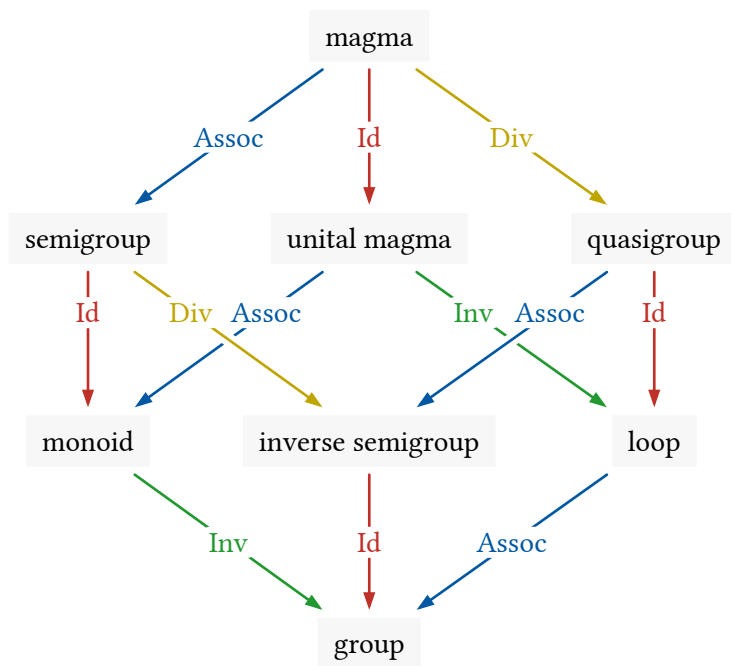 magma
Assoc Id Div
semigroup unital magma quasigroup
Id Div Assoc Inv Assoc Id
monoid inverse semigroup loop
Inv Id Assoc
group